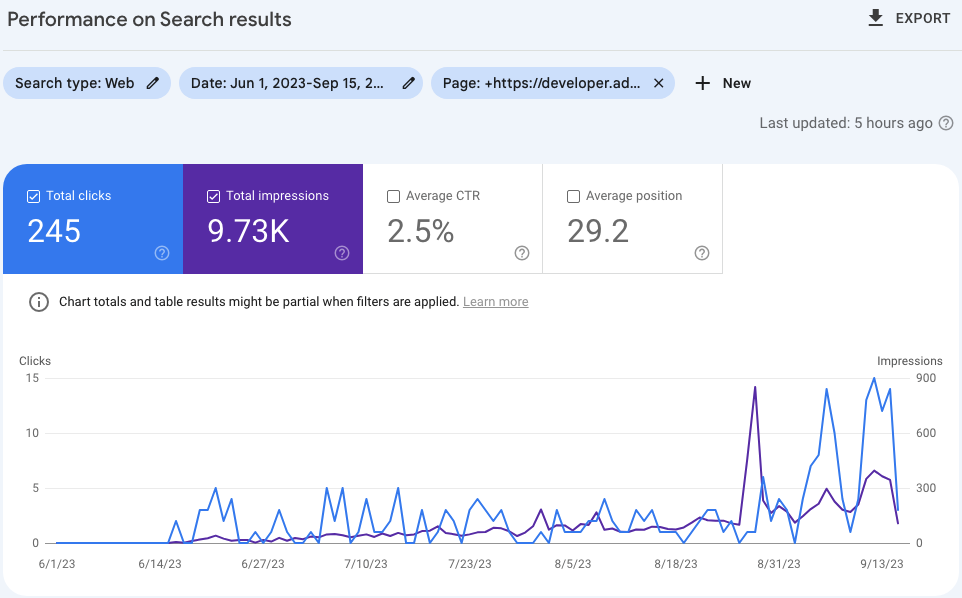 Performance on Search results
EXPORT
Search type: Web
Date: Jun 1, 2023-Sep 15, 2...
Page: +https://developer.ad...
New
Last updated: 5 hours ago
Total clicks
245
Total impressions
9.73K
Average CTR
2.5%
Average position
29.2
Chart totals and table results might be partial when filters are applied. Learn more
Clicks
Impressions
15
900
10
600
5
300
0
0
6/1/23
6/14/23
6/27/23
7/10/23
7/23/23
8/5/23
8/18/23
8/31/23
9/13/23